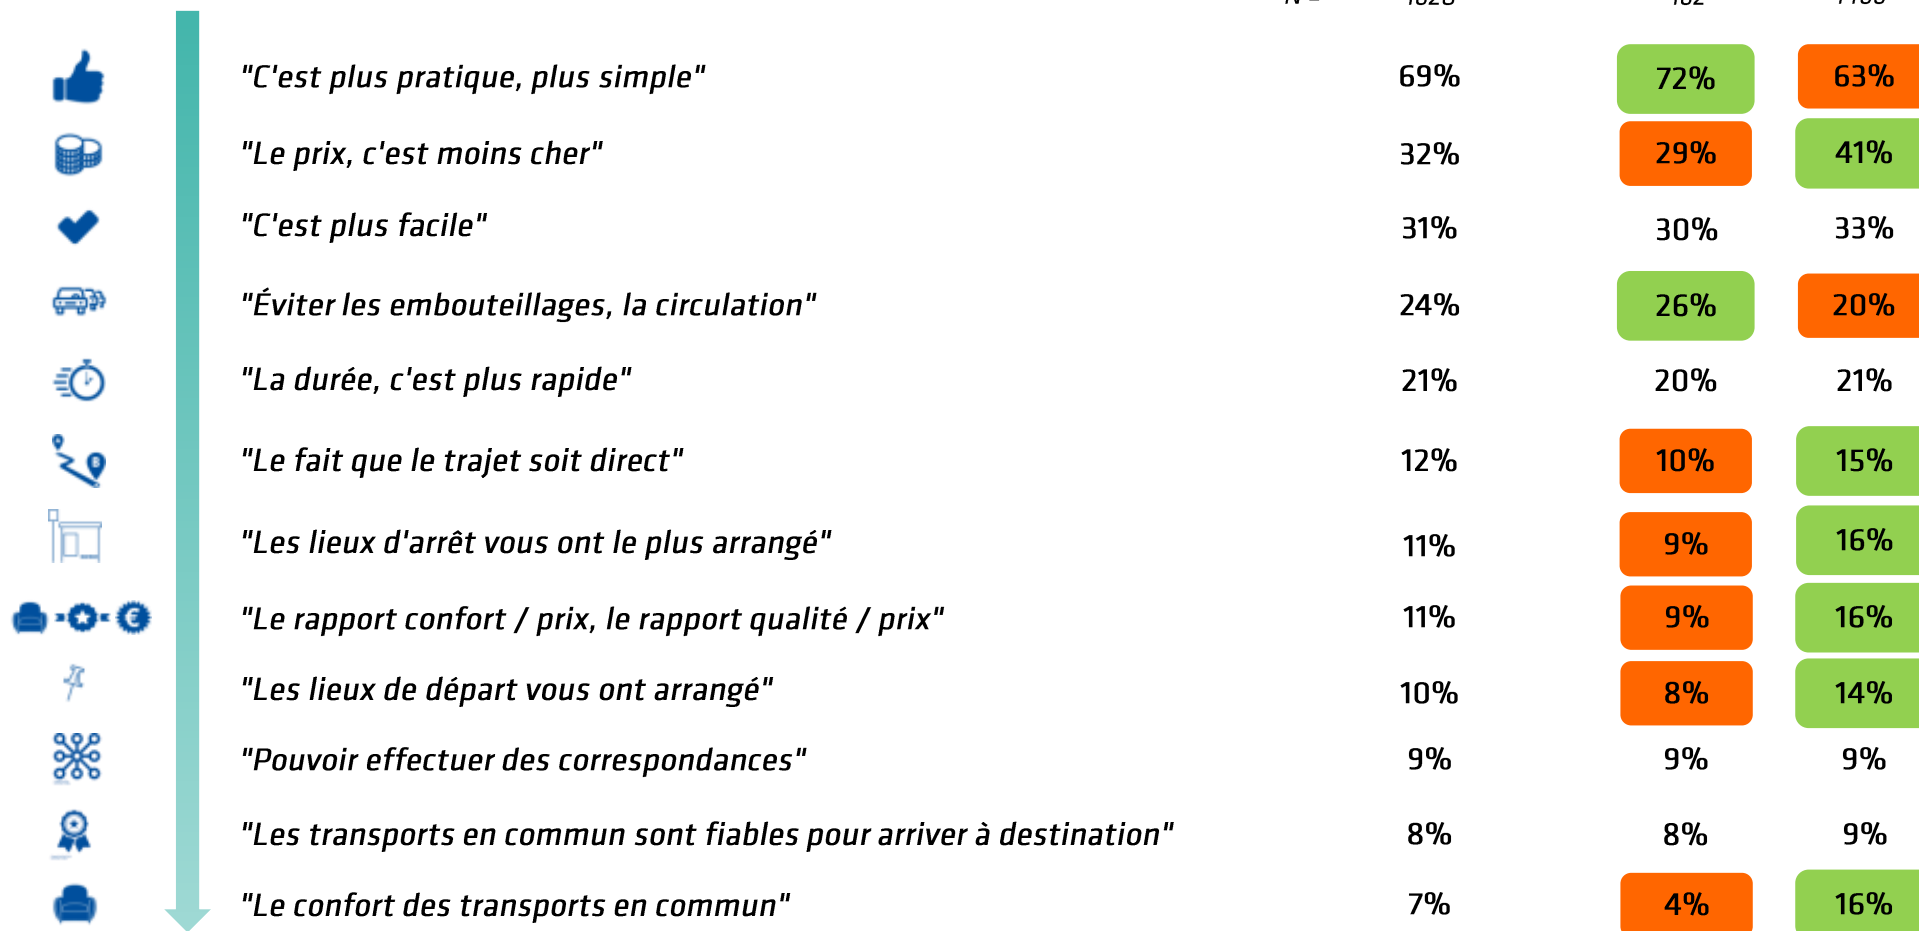 "C'est plus pratique, plus simple" 69% 72% 63%
"Le prix, c'est moins cher" 32% 29% 41%
"C'est plus facile" 31% 30% 33%
"Éviter les embouteillages, la circulation" 24% 26% 20%
"La durée, c'est plus rapide" 21% 20% 21%
"Le fait que le trajet soit direct" 12% 10% 15%
"Les lieux d'arrêt vous ont le plus arrangé" 11% 9% 16%
"Le rapport confort / prix, le rapport qualité / prix" 11% 9% 16%
"Les lieux de départ vous ont arrangé" 10% 8% 14%
"Pouvoir effectuer des correspondances" 9% 9% 9%
"Les transports en commun sont fiables pour arriver à destination" 8% 8% 9%
"Le confort des transports en commun" 7% 4% 16%